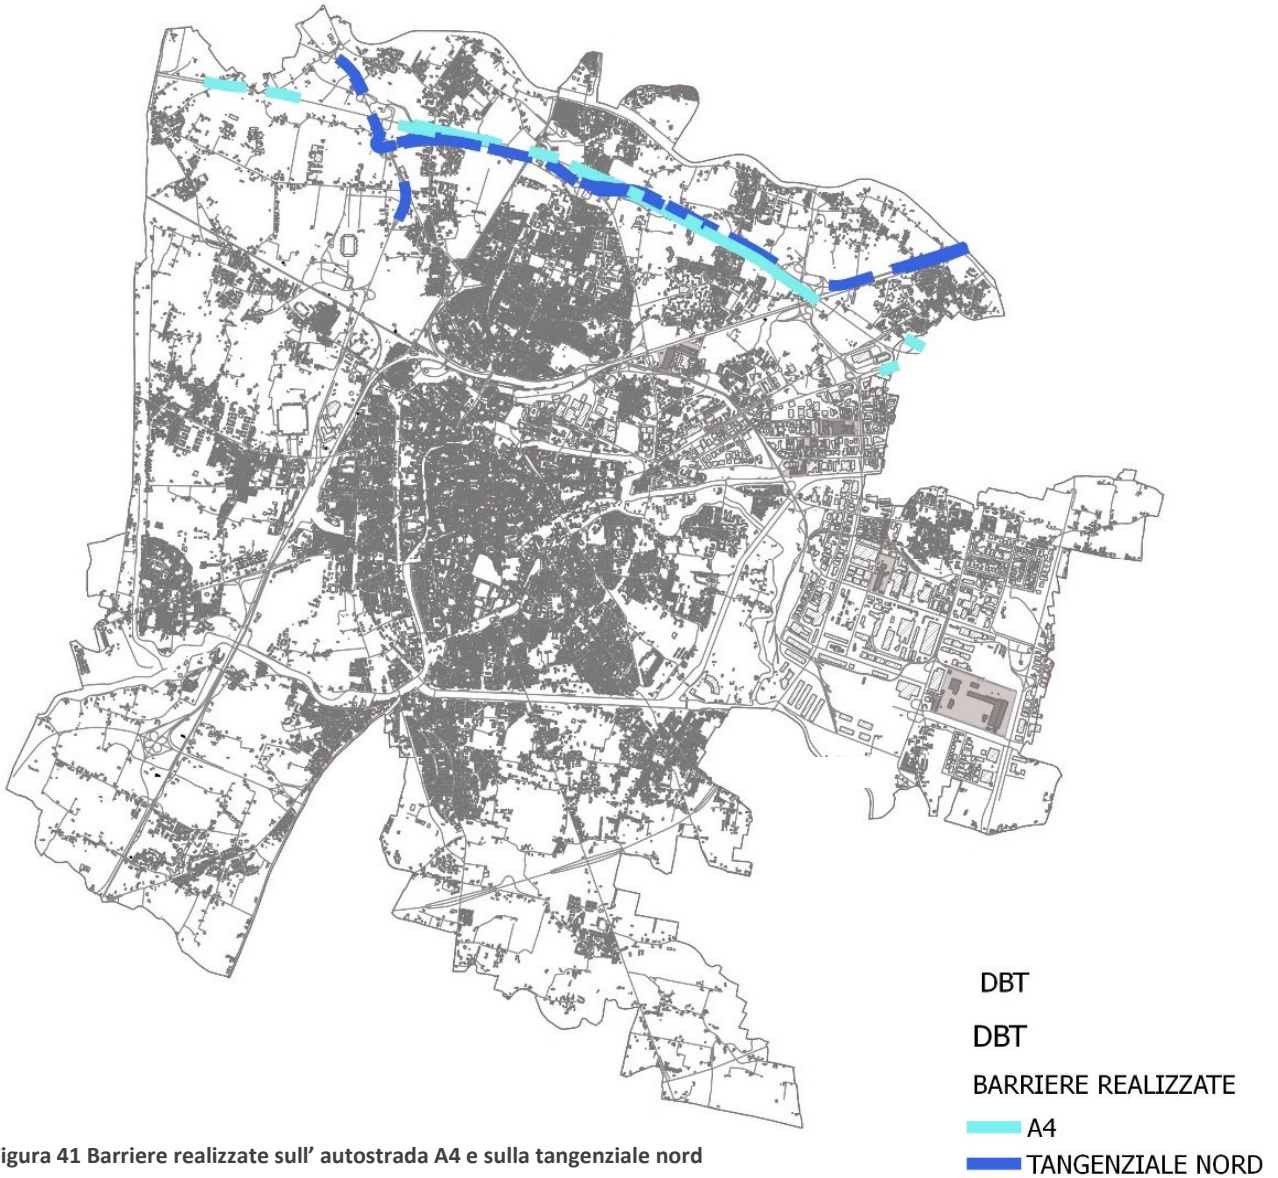 DBT
DBT
BARRIERE REALIZZATE
A4
TANGENZIALE NORD
igura 41 Barriere realizzate sull’ autostrada A4 e sulla tangenziale nord